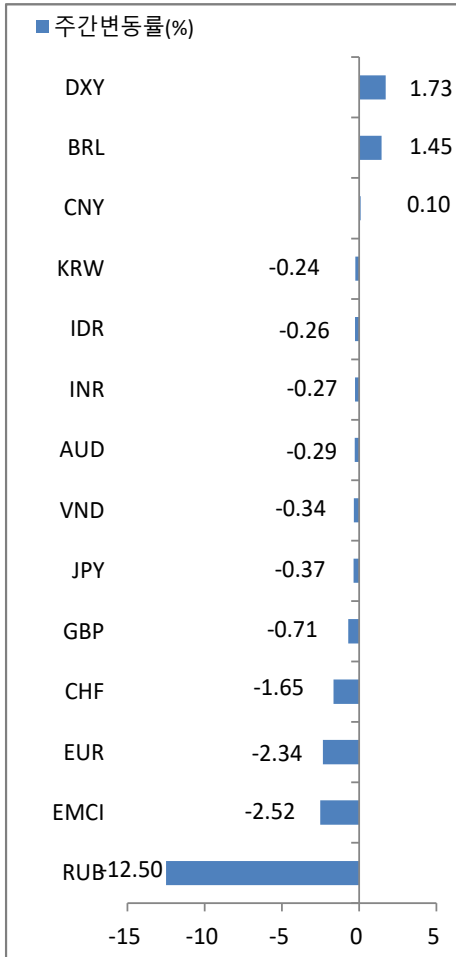 주간변동률(%)
DXY 1.73
BRL 1.45
CNY 0.10
KRW -0.24
IDR -0.26
INR -0.27
AUD -0.29
VND -0.34
JPY -0.37
GBP -0.71
CHF -1.65
EUR -2.34
EMCI -2.52
RUB -12.50
-15 -10 -5 0 5